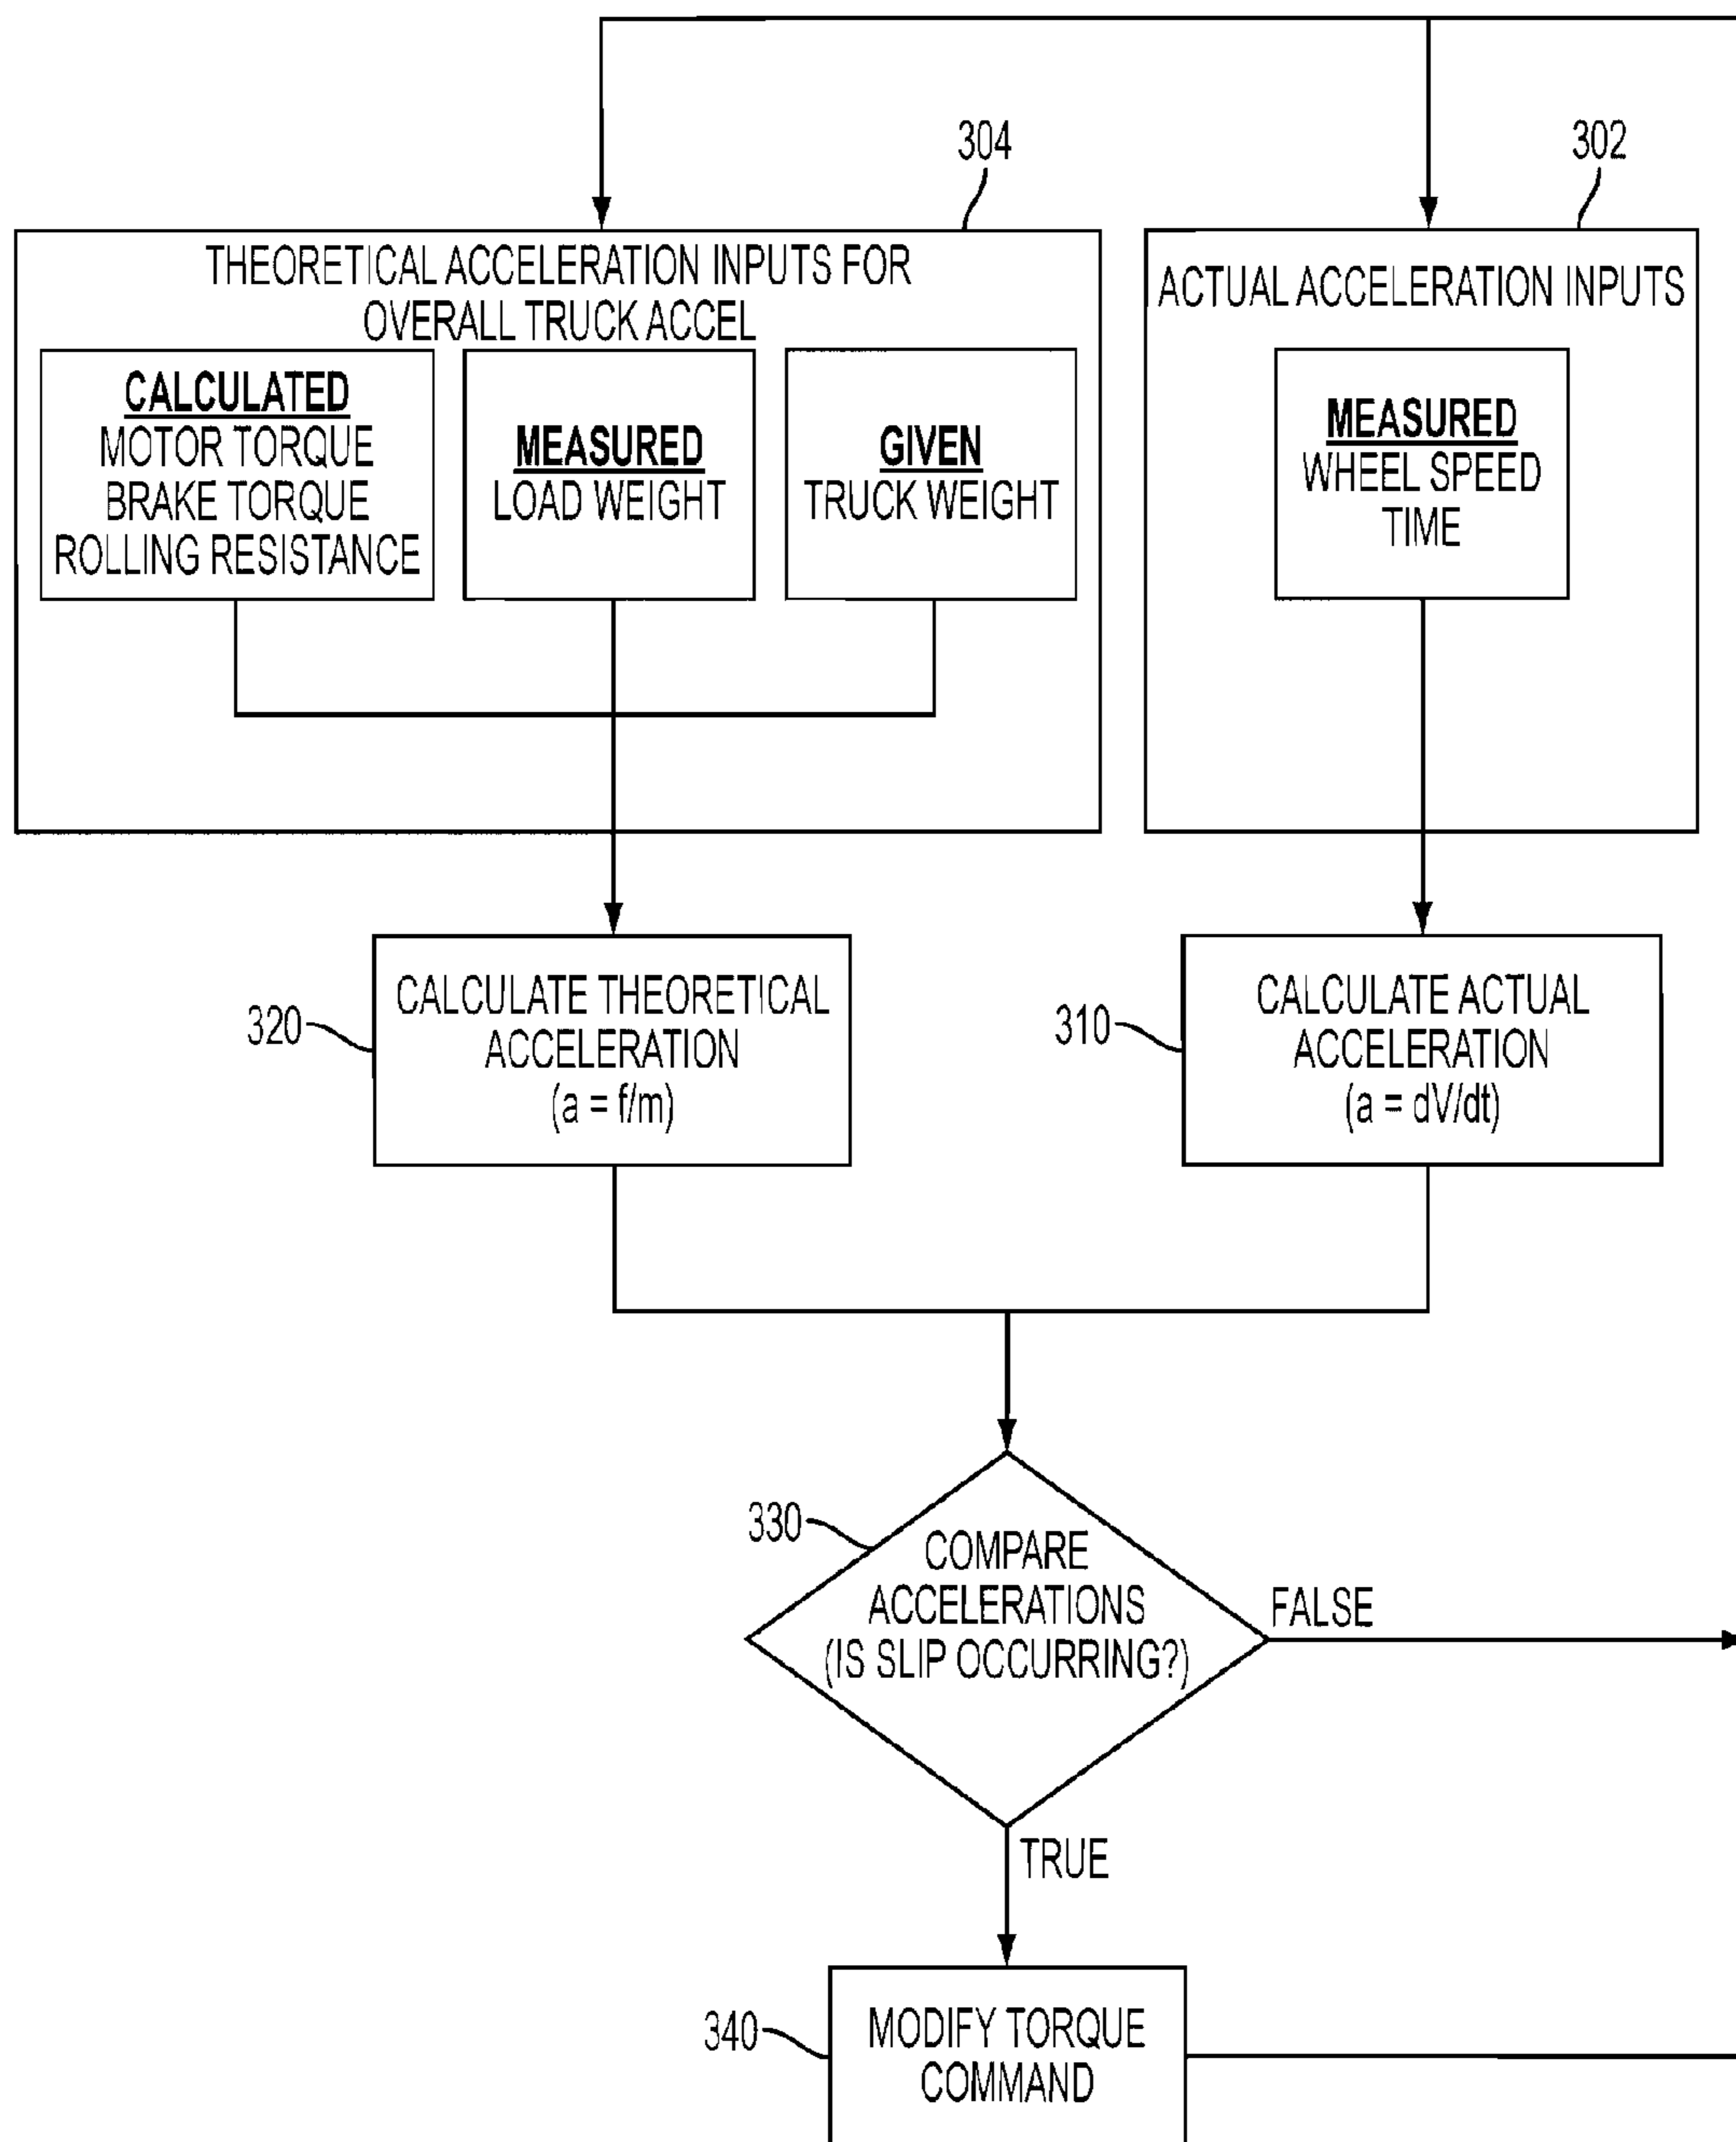 304
302
THEORETICAL ACCELERATION INPUTS FOR
OVERALL TRUCK ACCEL
CALCULATED
MOTOR TORQUE
BRAKE TORQUE
ROLLING RESISTANCE
MEASURED
LOAD WEIGHT
GIVEN
TRUCK WEIGHT
ACTUAL ACCELERATION INPUTS
MEASURED
WHEEL SPEED
TIME
320
CALCULATE THEORETICAL
ACCELERATION
(a = f/m)
310
CALCULATE ACTUAL
ACCELERATION
(a = dV/dt)
330
COMPARE
ACCELERATIONS
(IS SLIP OCCURRING?)
FALSE
TRUE
340
MODIFY TORQUE
COMMAND